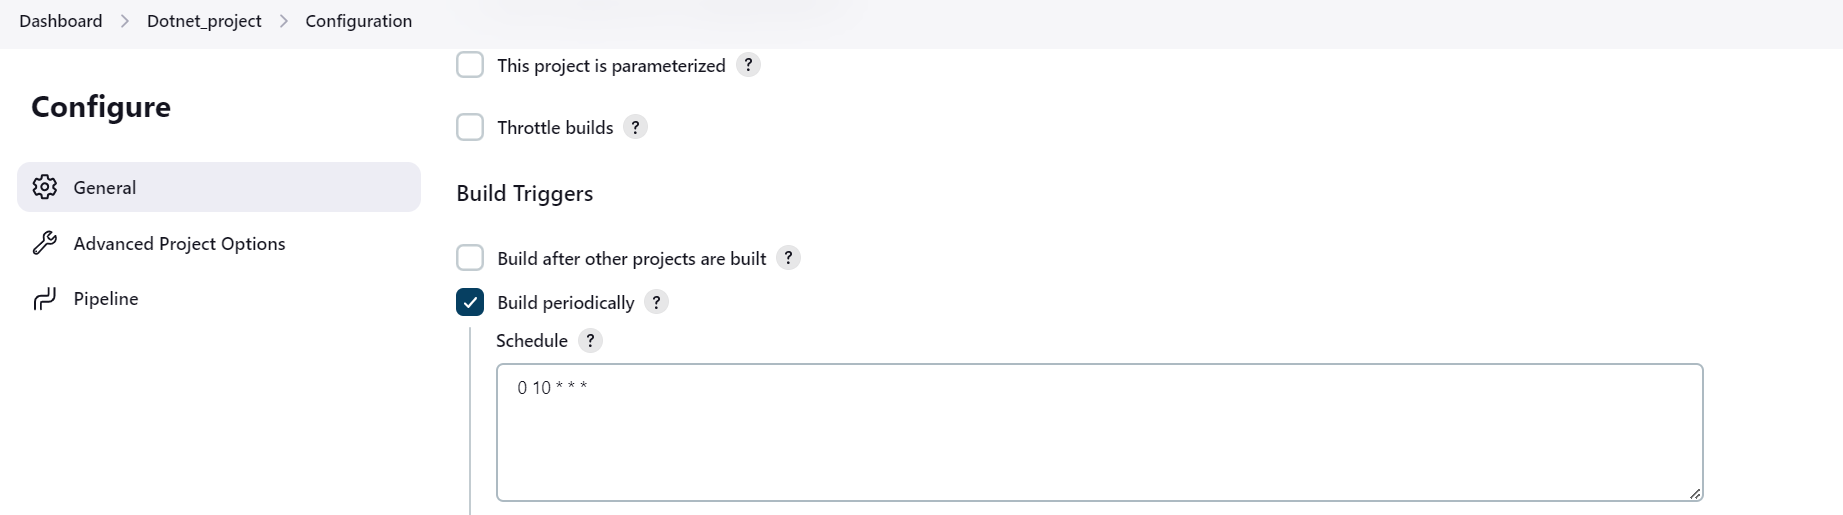 Dashboard > Dotnet_project > Configuration
Configure
General
Advanced Project Options
Pipeline
This project is parameterized ?
Throttle builds ?
Build Triggers
Build after other projects are built ?
Build periodically ?
Schedule ?
0 10 * * *